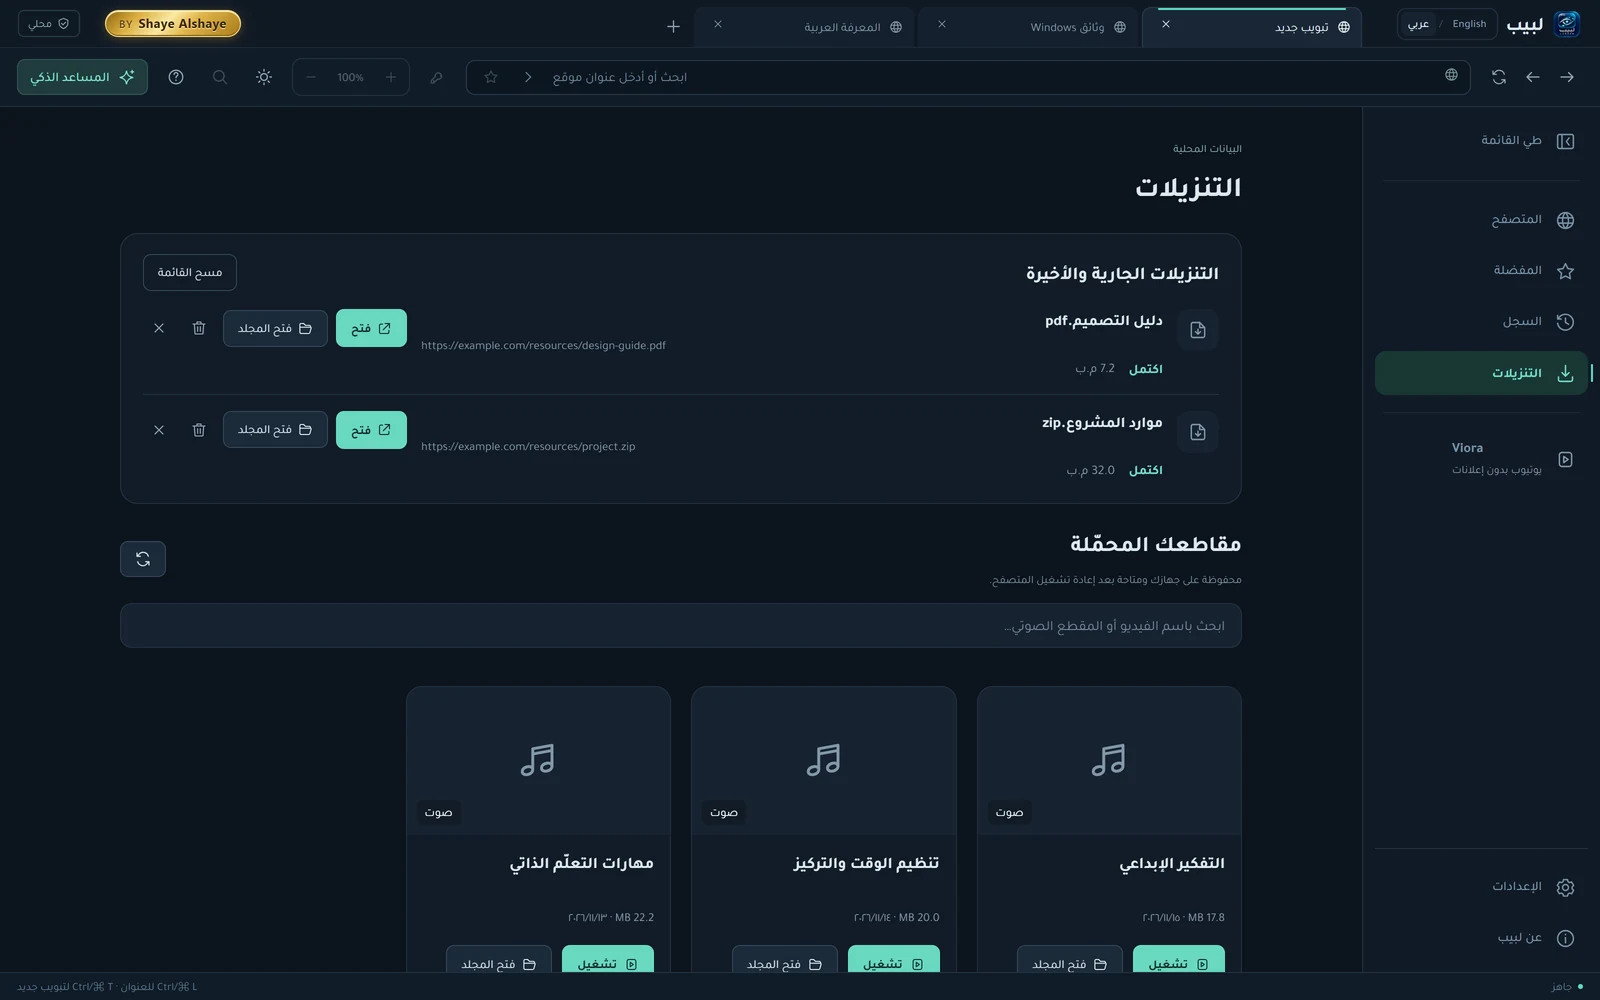 لبيب
English / عربي
تبويب جديد
وثائق Windows
المعرفة العربية
BY Shaye Alshaye
محلي
ابحث أو أدخل عنوان موقع
100%
المساعد الذكي
طي القائمة
المتصفح
المفضلة
السجل
التنزيلات
Viora
يوتيوب بدون إعلانات
الإعدادات
عن لبيب
البيانات المحلية
التنزيلات
التنزيلات الجارية والأخيرة
مسح القائمة
دليل التصميم.pdf
https://example.com/resources/design-guide.pdf
فتح
فتح المجلد
اكتمل 7.2 م.ب
موارد المشروع.zip
https://example.com/resources/project.zip
فتح
فتح المجلد
اكتمل 32.0 م.ب
مقاطعك المحمّلة
محفوظة على جهازك ومتاحة بعد إعادة تشغيل المتصفح.
ابحث باسم الفيديو أو المقطع الصوتي...
صوت
التفكير الإبداعي
17.8 MB · ٢٠٢٦/١١/١٥
تشغيل
فتح المجلد
صوت
تنظيم الوقت والتركيز
20.0 MB · ٢٠٢٦/١١/١٤
تشغيل
فتح المجلد
صوت
مهارات التعلّم الذاتي
22.2 MB · ٢٠٢٦/١١/١٣
تشغيل
فتح المجلد
جاهز
Ctrl/⌘ L للعنوان · Ctrl/⌘ T لتبويب جديد